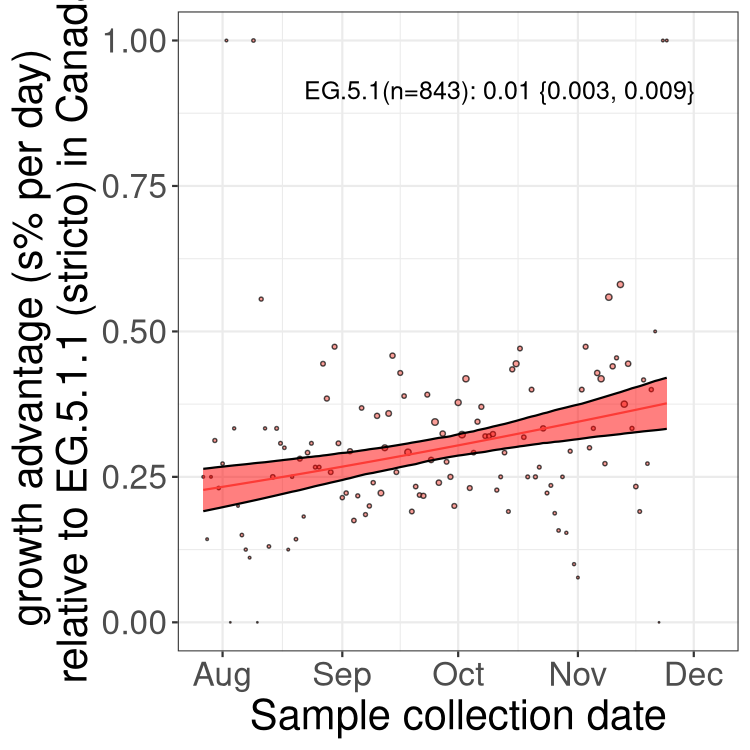 growth advantage (s% per day)
relative to EG.5.1.1 (stricto) in Canada
1.00
0.75
0.50
0.25
0.00
EG.5.1(n=843): 0.01 {0.003, 0.009}
Aug Sep Oct Nov Dec
Sample collection date